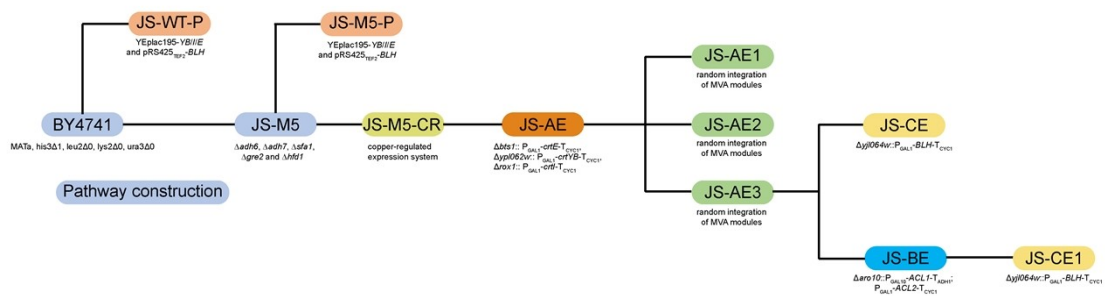 JS-WT-P
YEplac195-YB/I/E
and pRS425TEF2-BLH
JS-M5-P
YEplac195-YB/I/E
and pRS425TEF2-BLH
BY4741
MATa, his3Δ1, leu2Δ0, lys2Δ0, ura3Δ0
JS-M5
Δadh6, Δadh7, Δsfa1,
Δgre2 and Δhfd1
JS-M5-CR
copper-regulated
expression system
JS-AE
Δbts1:: PGAL1-crtE-TCYC1,
Δypl062w:: PGAL1-crtYB-TCYC1,
Δrox1:: PGAL1-crtI-TCYC1
JS-AE1
random integration
of MVA modules
JS-AE2
random integration
of MVA modules
JS-AE3
random integration
of MVA modules
JS-CE
Δyjl064w::PGAL1-BLH-TCYC1
JS-BE
Δaro10::PGAL10-ACL1-TADH1;
PGAL1-ACL2-TCYC1
JS-CE1
Δyjl064w::PGAL1-BLH-TCYC1
Pathway construction